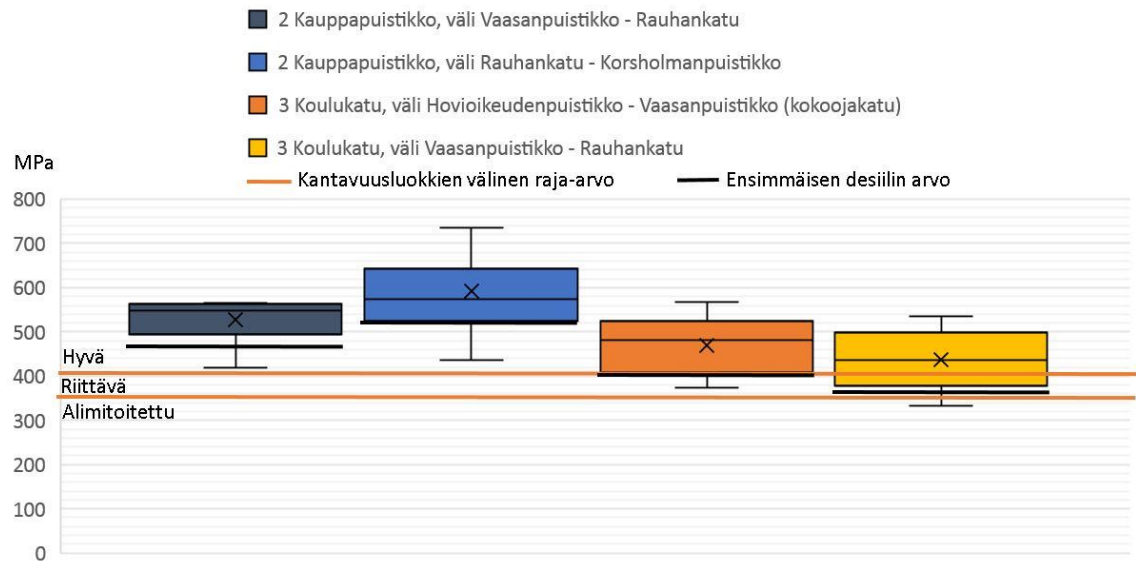 2 Kauppapuistikko, väli Vaasanpuistikko - Rauhankatu
2 Kauppapuistikko, väli Rauhankatu - Korsholmanpuistikko
3 Koulukatu, väli Hovioikeudenpuistikko - Vaasanpuistikko (kokoojakatu)
3 Koulukatu, väli Vaasanpuistikko - Rauhankatu
MPa
Kantavuusluokkien välinen raja-arvo
Ensimmäisen desiilin arvo
800
700
600
500
Hyvä
400
Riittävä
Alimitoitettu
300
200
100
0